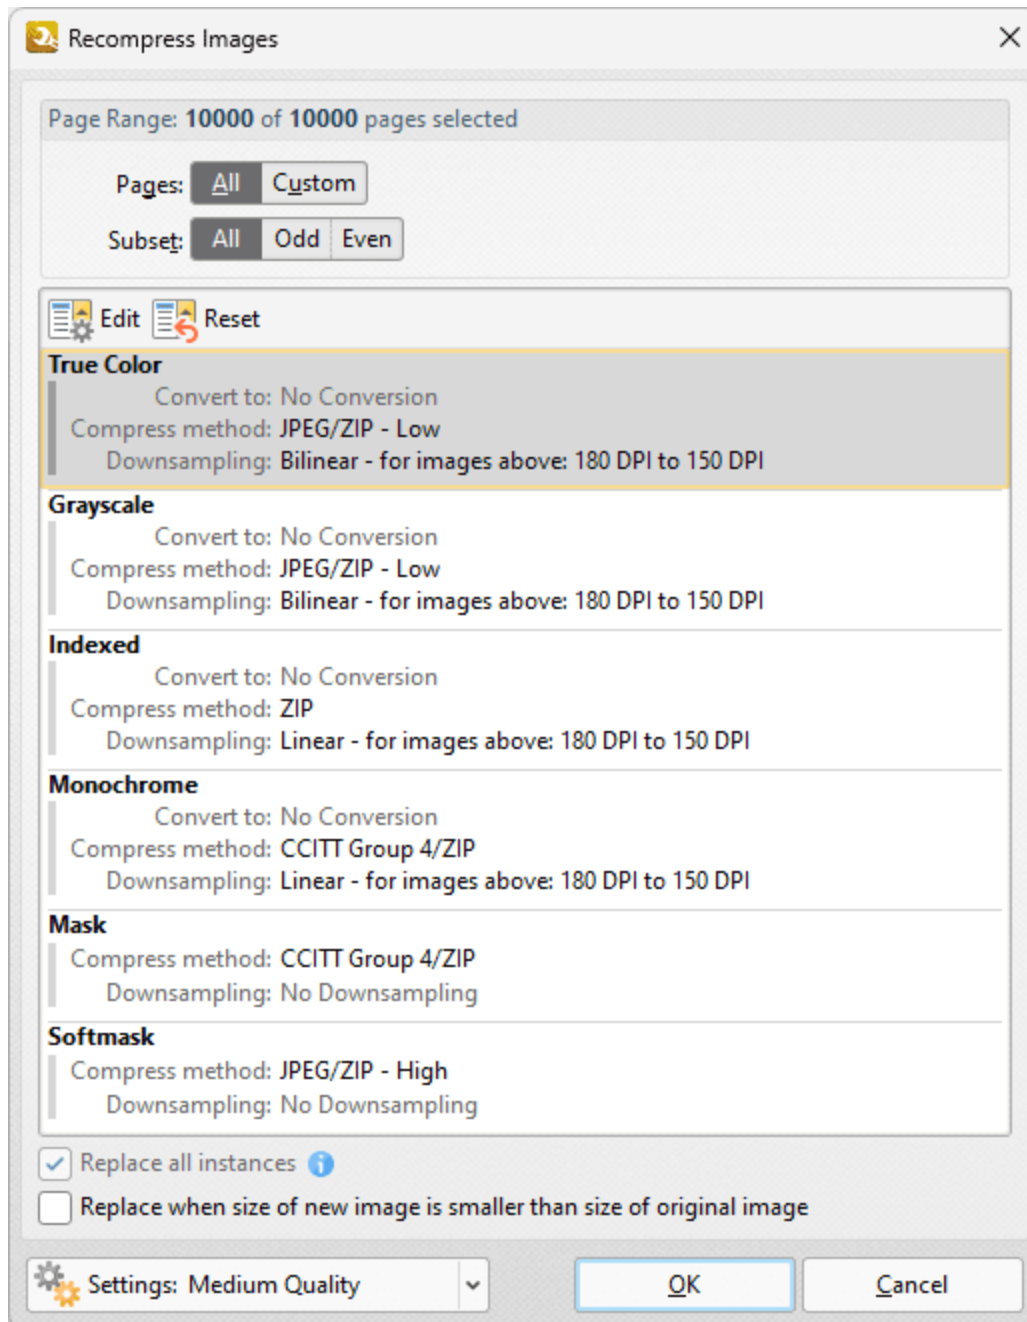 Recompress Images
Page Range: 10000 of 10000 pages selected
Pages: All Custom
Subset: All Odd Even
Edit Reset
True Color
Convert to: No Conversion
Compress method: JPEG/ZIP - Low
Downsampling: Bilinear - for images above: 180 DPI to 150 DPI
Grayscale
Convert to: No Conversion
Compress method: JPEG/ZIP - Low
Downsampling: Bilinear - for images above: 180 DPI to 150 DPI
Indexed
Convert to: No Conversion
Compress method: ZIP
Downsampling: Linear - for images above: 180 DPI to 150 DPI
Monochrome
Convert to: No Conversion
Compress method: CCITT Group 4/ZIP
Downsampling: Linear - for images above: 180 DPI to 150 DPI
Mask
Compress method: CCITT Group 4/ZIP
Downsampling: No Downsampling
Softmask
Compress method: JPEG/ZIP - High
Downsampling: No Downsampling
Replace all instances
Replace when size of new image is smaller than size of original image
Settings: Medium Quality OK Cancel